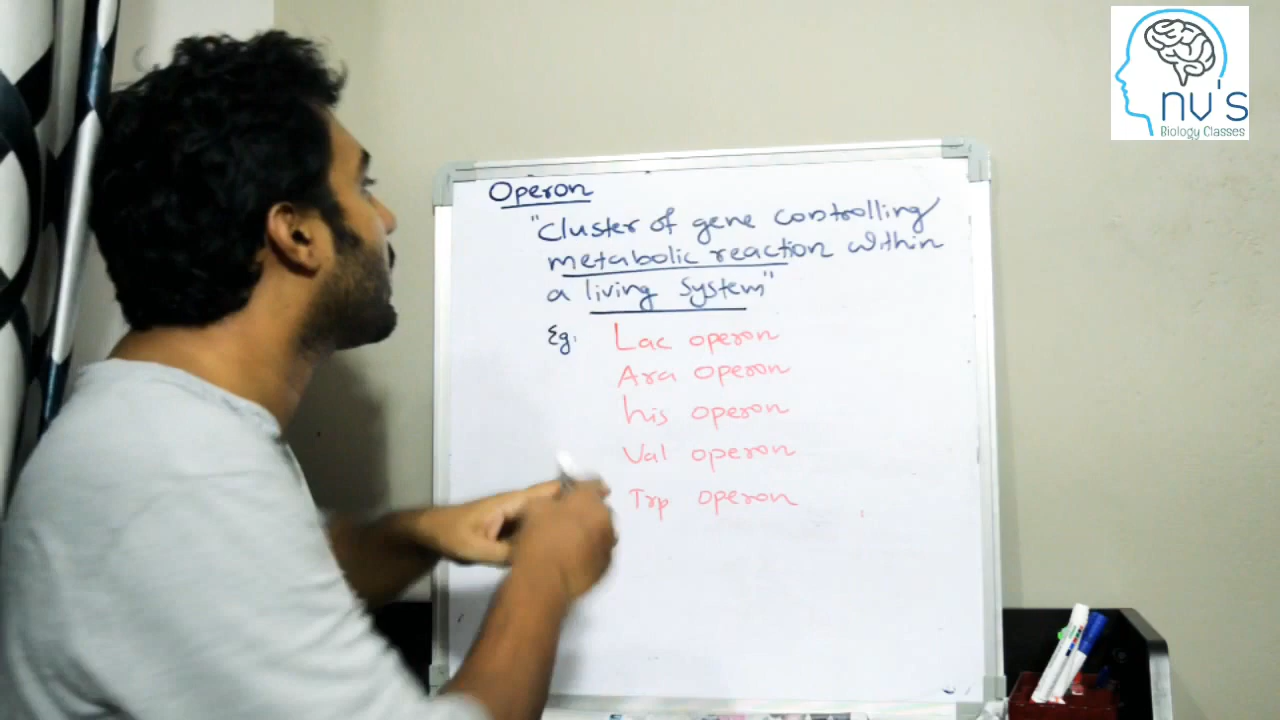 nv's
Biology Classes
Operon
"Cluster of gene controlling
metabolic reaction within
a living system"
Eg.
Lac operon
Ara operon
his operon
Val operon
Trp operon